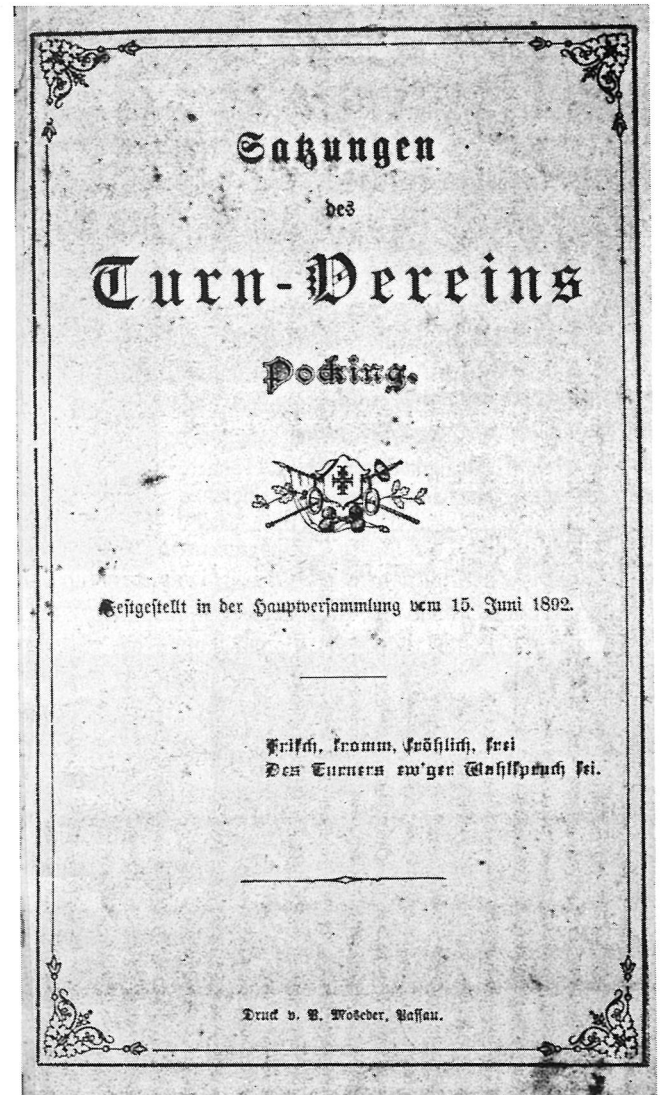 Satzungen
des
Turn-Vereins
Pocking.
Festgestellt in der Hauptversammlung vom 15. Juni 1892.
Frisch, fromm, fröhlich, frei
Des Turners ew'ger Wahlspruch sei.
Druck v. P. Moseder, Passau.